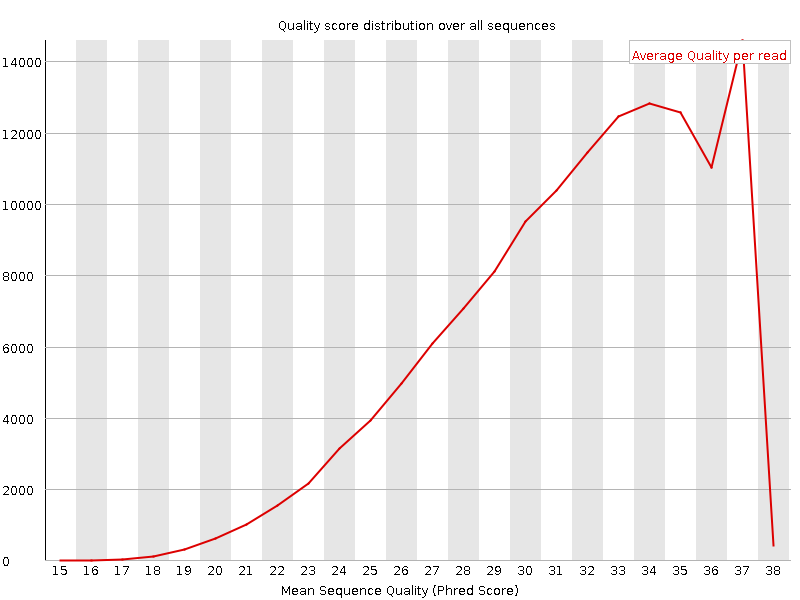 Quality score distribution over all sequences
Average Quality per read
14000
12000
10000
8000
6000
4000
2000
0
15 16 17 18 19 20 21 22 23 24 25 26 27 28 29 30 31 32 33 34 35 36 37 38
Mean Sequence Quality (Phred Score)